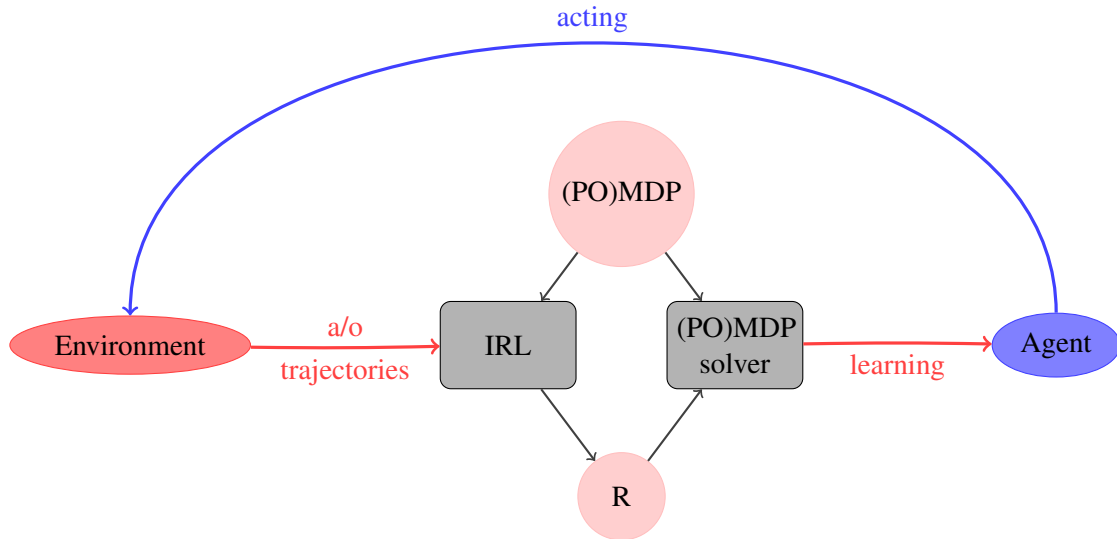 acting
(PO)MDP
Environment
a/o
trajectories
IRL
(PO)MDP
solver
learning
Agent
R